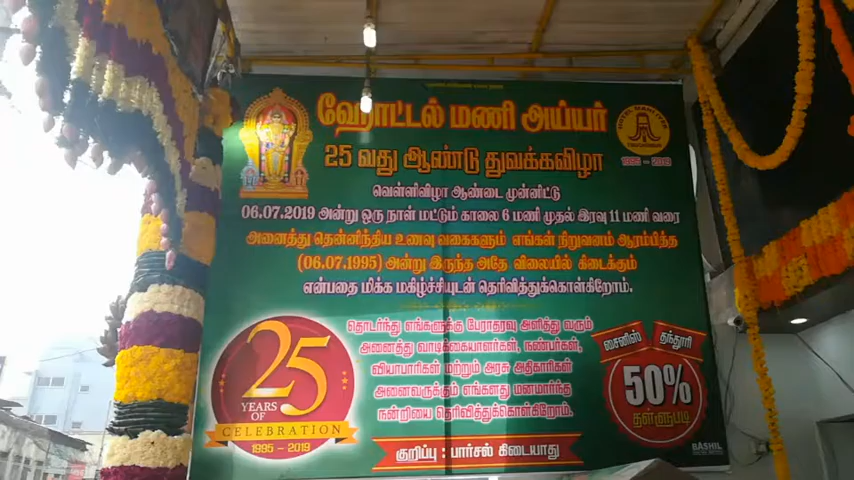 ஹோட்டல் மணி அய்யர்
25 வது ஆண்டு துவக்கவிழா
1995 - 2019
வெள்ளிவிழா ஆண்டை முன்னிட்டு
06.07.2019 அன்று ஒரு நாள் மட்டும் காலை 6 மணி முதல் இரவு 11 மணி வரை
அனைத்து தென்னிந்திய உணவு வகைகளும் எங்கள் நிறுவனம் ஆரம்பித்த
(06.07.1995) அன்று இருந்த அதே விலையில் கிடைக்கும்
என்பதை மிக்க மகிழ்ச்சியுடன் தெரிவித்துக்கொள்கிறோம்.
தொடர்ந்து எங்களுக்கு பேராதரவு அளித்து வரும்
அனைத்து வாடிக்கையாளர்கள், நண்பர்கள்,
வியாபாரிகள் மற்றும் அரசு அதிகாரிகள்
அனைவருக்கும் எங்களது மனமார்ந்த
நன்றியை தெரிவித்துக்கொள்கிறோம்.
25
YEARS
OF
CELEBRATION
1995 - 2019
சைனீஸ்
தந்தூரி
50%
தள்ளுபடி
குறிப்பு : பார்சல் கிடையாது
BASHIL